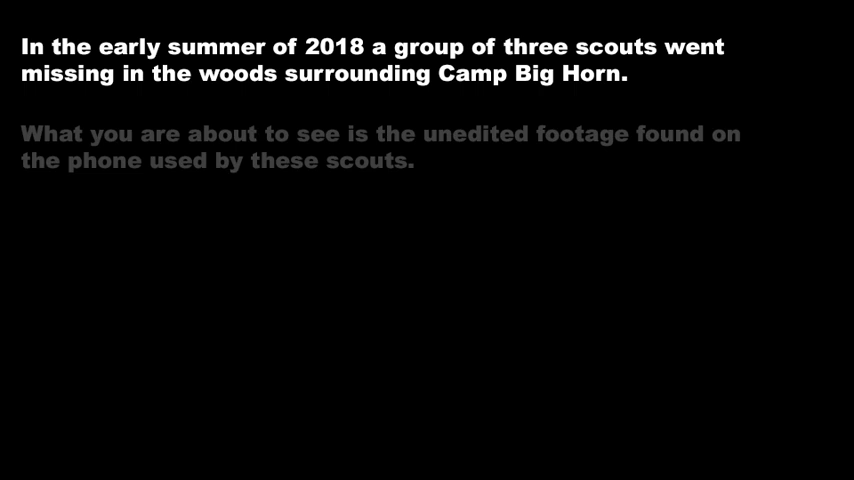 In the early summer of 2018 a group of three scouts went
missing in the woods surrounding Camp Big Horn.
What you are about to see is the unedited footage found on
the phone used by these scouts.